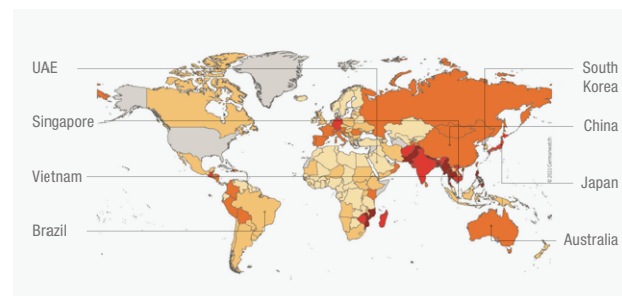 UAE
South
Korea
Singapore
China
Vietnam
Japan
Brazil
Australia